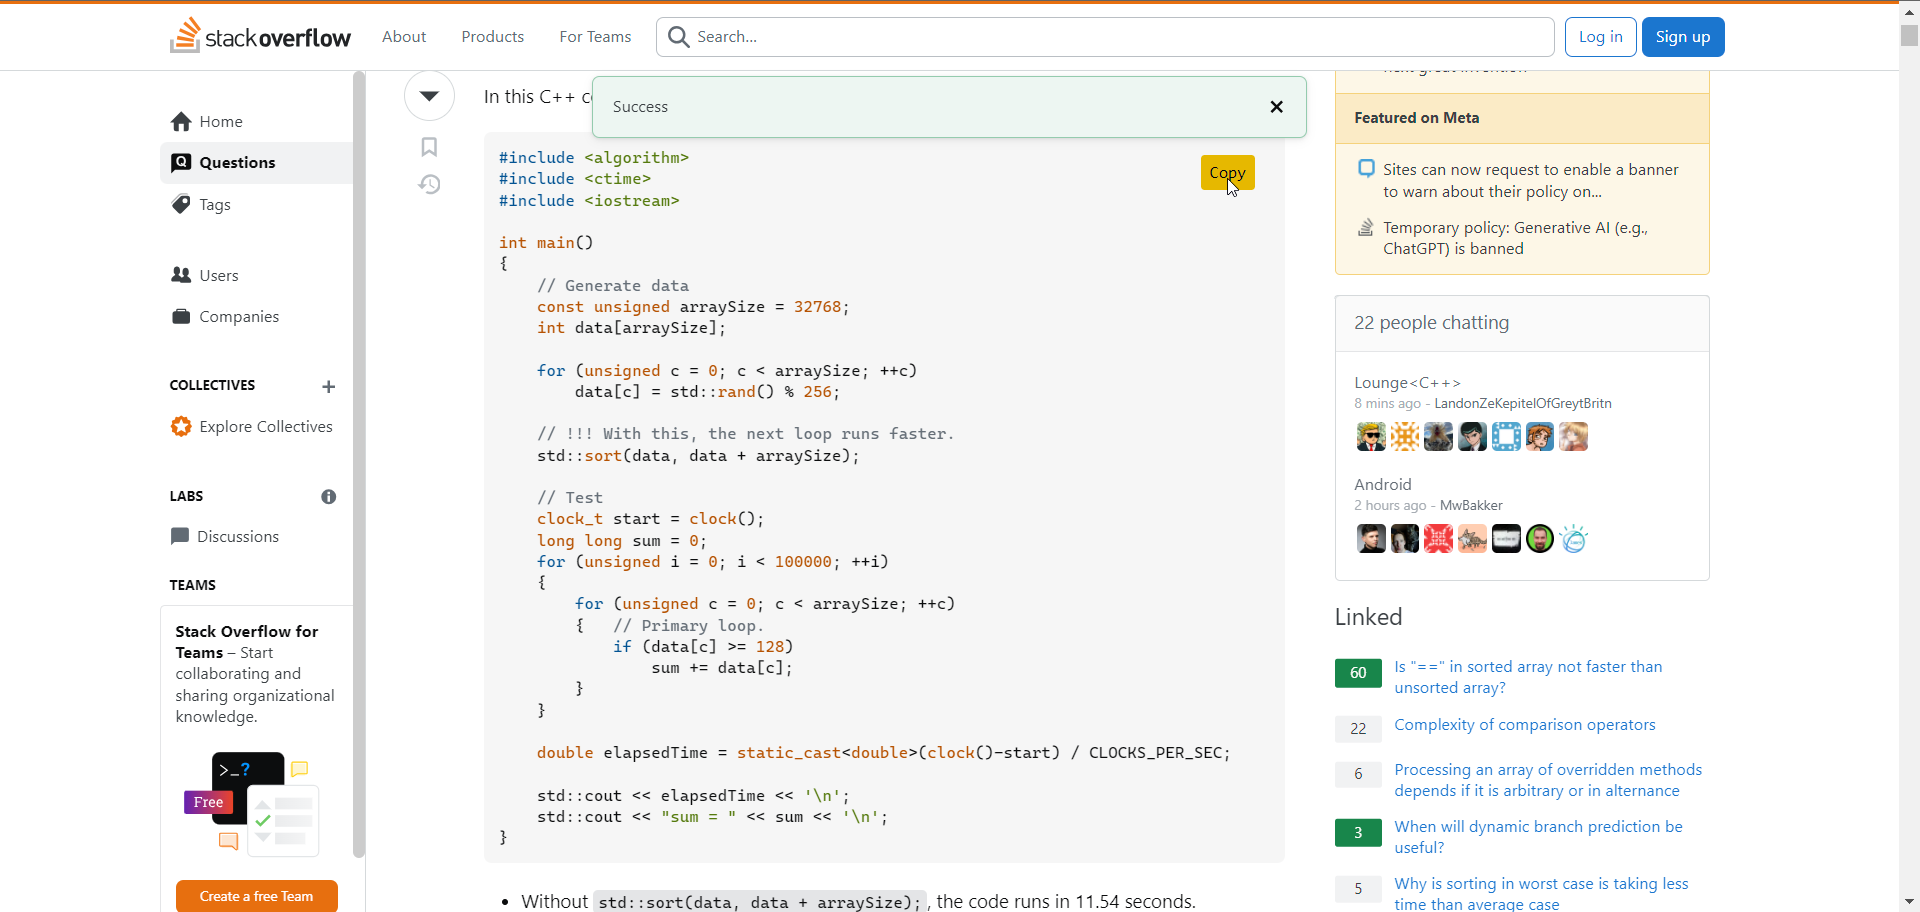 stackoverflow
About
Products
For Teams
Search...
Log in
Sign up
Home
Questions
Tags
Users
Companies
COLLECTIVES
Explore Collectives
LABS
Discussions
TEAMS
Stack Overflow for
Teams – Start
collaborating and
sharing organizational
knowledge.
>_?
Free
Create a free Team
In this C++ c
Success
Copy
#include <algorithm>
#include <ctime>
#include <iostream>
int main()
{
    // Generate data
    const unsigned arraySize = 32768;
    int data[arraySize];
    for (unsigned c = 0; c < arraySize; ++c)
        data[c] = std::rand() % 256;
    // !!! With this, the next loop runs faster.
    std::sort(data, data + arraySize);
    // Test
    clock_t start = clock();
    long long sum = 0;
    for (unsigned i = 0; i < 100000; ++i)
    {
        for (unsigned c = 0; c < arraySize; ++c)
        {   // Primary loop.
            if (data[c] >= 128)
                sum += data[c];
        }
    }
    double elapsedTime = static_cast<double>(clock()-start) / CLOCKS_PER_SEC;
    std::cout << elapsedTime << '\n';
    std::cout << "sum = " << sum << '\n';
}
• Without std::sort(data, data + arraySize);, the code runs in 11.54 seconds.
Featured on Meta
Sites can now request to enable a banner
to warn about their policy on...
Temporary policy: Generative AI (e.g.,
ChatGPT) is banned
22 people chatting
Lounge<C++>
8 mins ago - LandonZeKepitelOfGreytBritn
Android
2 hours ago - MwBakker
Linked
60 Is "==" in sorted array not faster than
unsorted array?
22 Complexity of comparison operators
6 Processing an array of overridden methods
depends if it is arbitrary or in alternance
3 When will dynamic branch prediction be
useful?
5 Why is sorting in worst case is taking less
time than average case